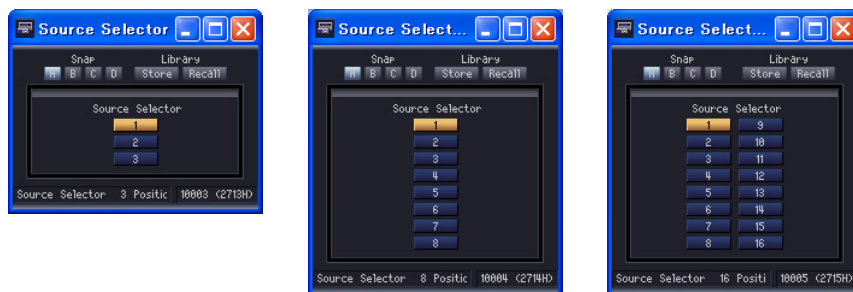 Source Selector
Snap Library
A B C D Store Recall
Source Selector
1
2
3
Source Selector 3 Positic 10003 (2713H)
Source Select...
Snap Library
A B C D Store Recall
Source Selector
1
2
3
4
5
6
7
8
Source Selector 8 Positic 10004 (2714H)
Source Select...
Snap Library
A B C D Store Recall
Source Selector
1 9
2 10
3 11
4 12
5 13
6 14
7 15
8 16
Source Selector 16 Positi 10005 (2715H)